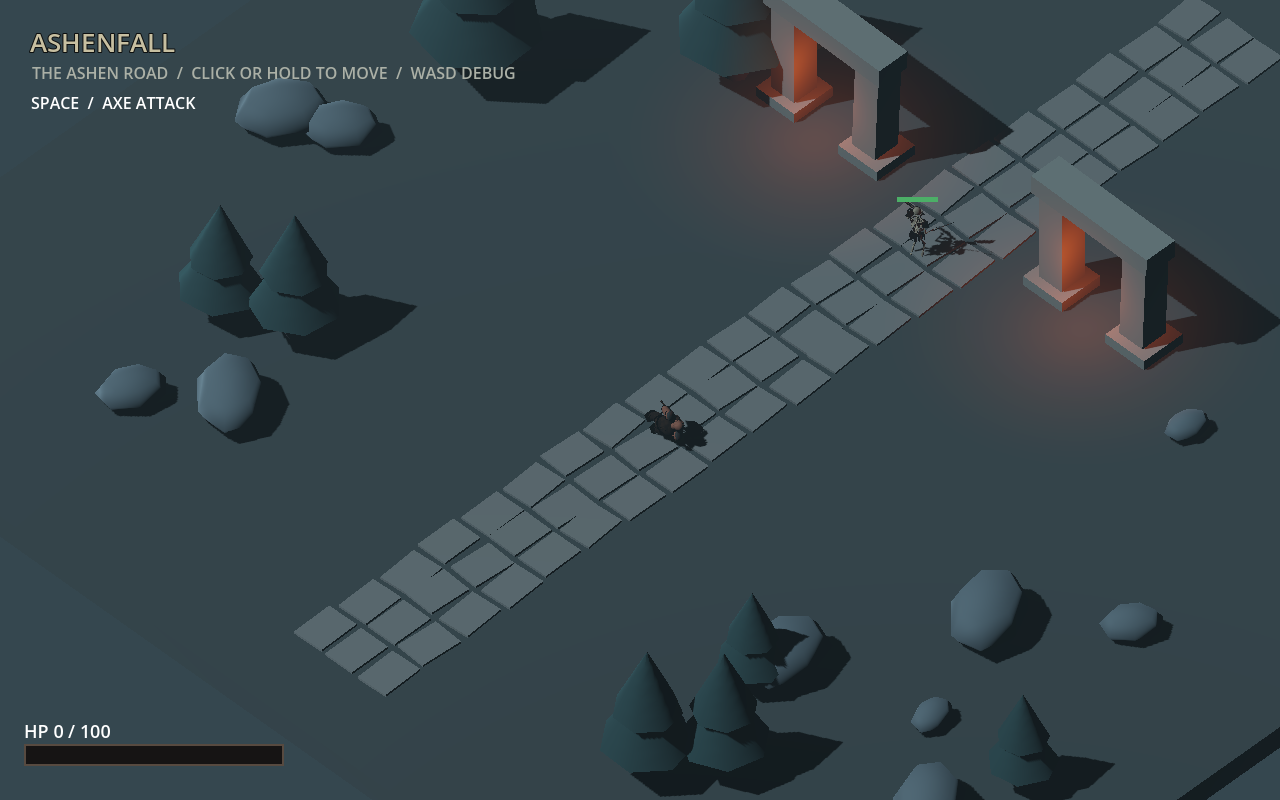 ASHENFALL
THE ASHEN ROAD / CLICK OR HOLD TO MOVE / WASD DEBUG
SPACE / AXE ATTACK
HP 0 / 100